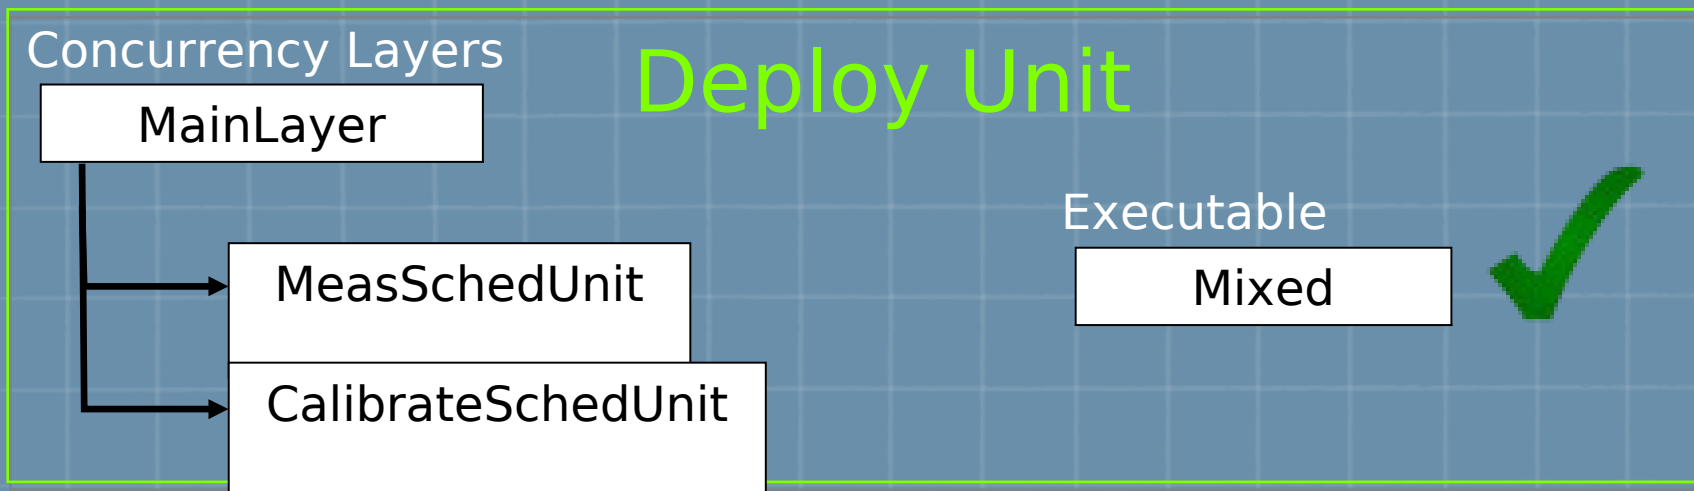 Concurrency Layers
Deploy Unit
MainLayer
Executable
MeasSchedUnit
Mixed
CalibrateSchedUnit